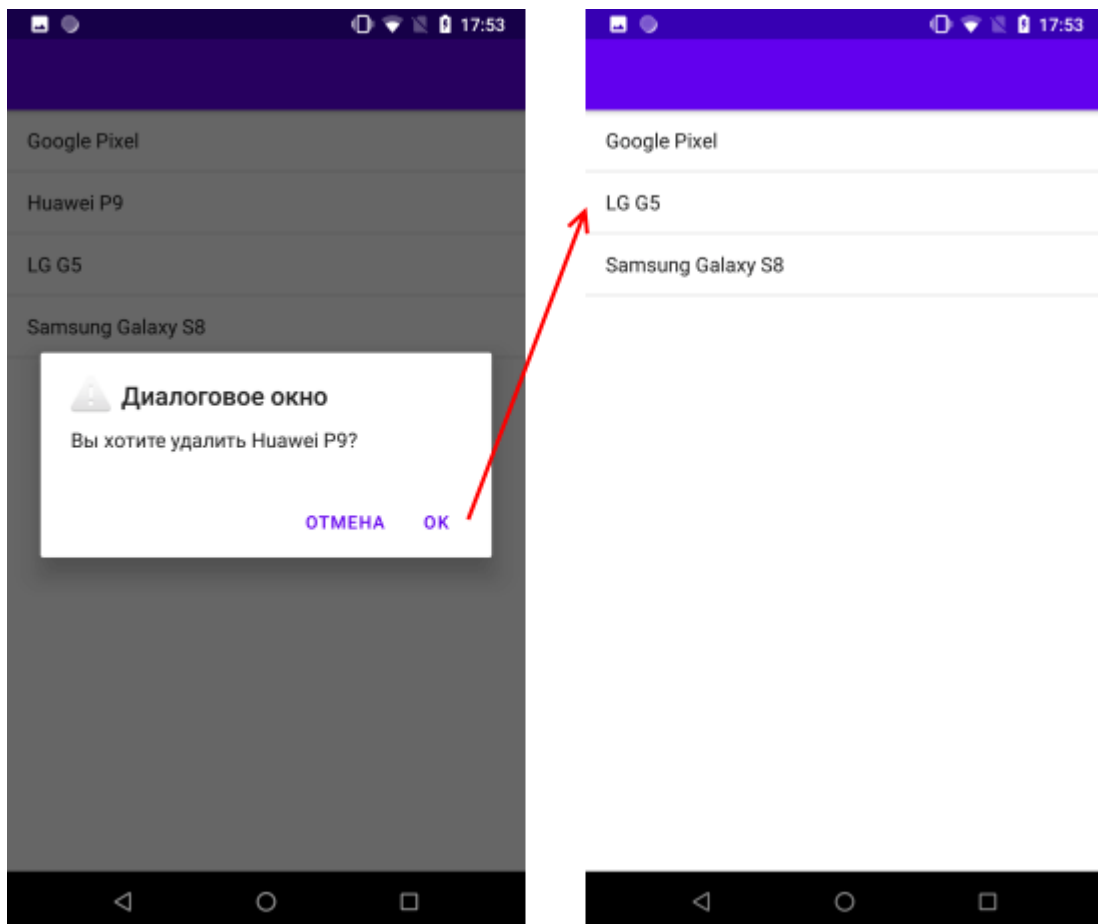 17:53
Google Pixel
Huawei P9
LG G5
Samsung Galaxy S8
Диалоговое окно
Вы хотите удалить Huawei P9?
ОТМЕНА OK
17:53
Google Pixel
LG G5
Samsung Galaxy S8